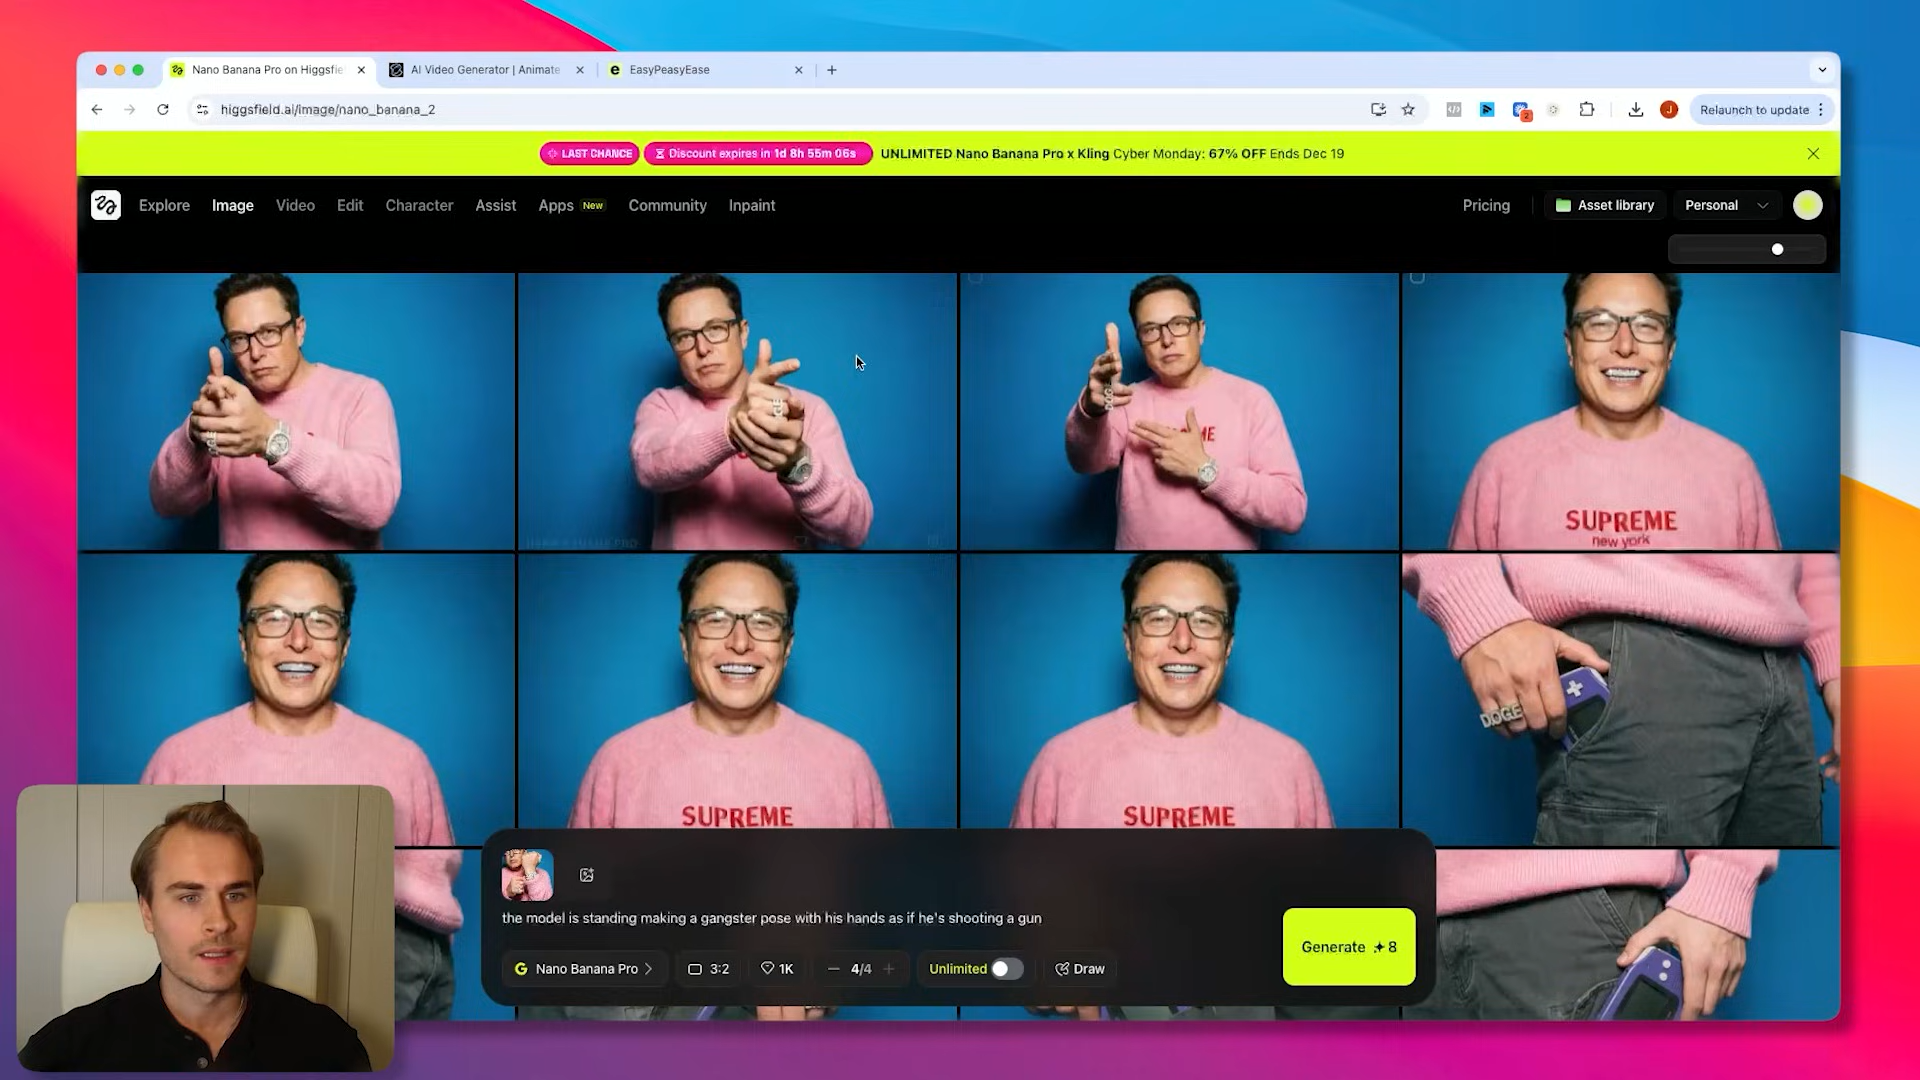 Nano Banana Pro on Higgsfie
AI Video Generator | Animate
EasyPeasyEase
higgsfield.ai/image/nano_banana_2
2
J
Relaunch to update
LAST CHANCE
Discount expires in 1d 8h 55m 06s
UNLIMITED Nano Banana Pro x Kling Cyber Monday: 67% OFF Ends Dec 19
Explore
Image
Video
Edit
Character
Assist
Apps New
Community
Inpaint
Pricing
Asset library
Personal
SUPREME
new york
SUPREME
SUPREME
DOGE
the model is standing making a gangster pose with his hands as if he's shooting a gun
Generate 8
G Nano Banana Pro
3:2
1K
4/4
Unlimited
Draw